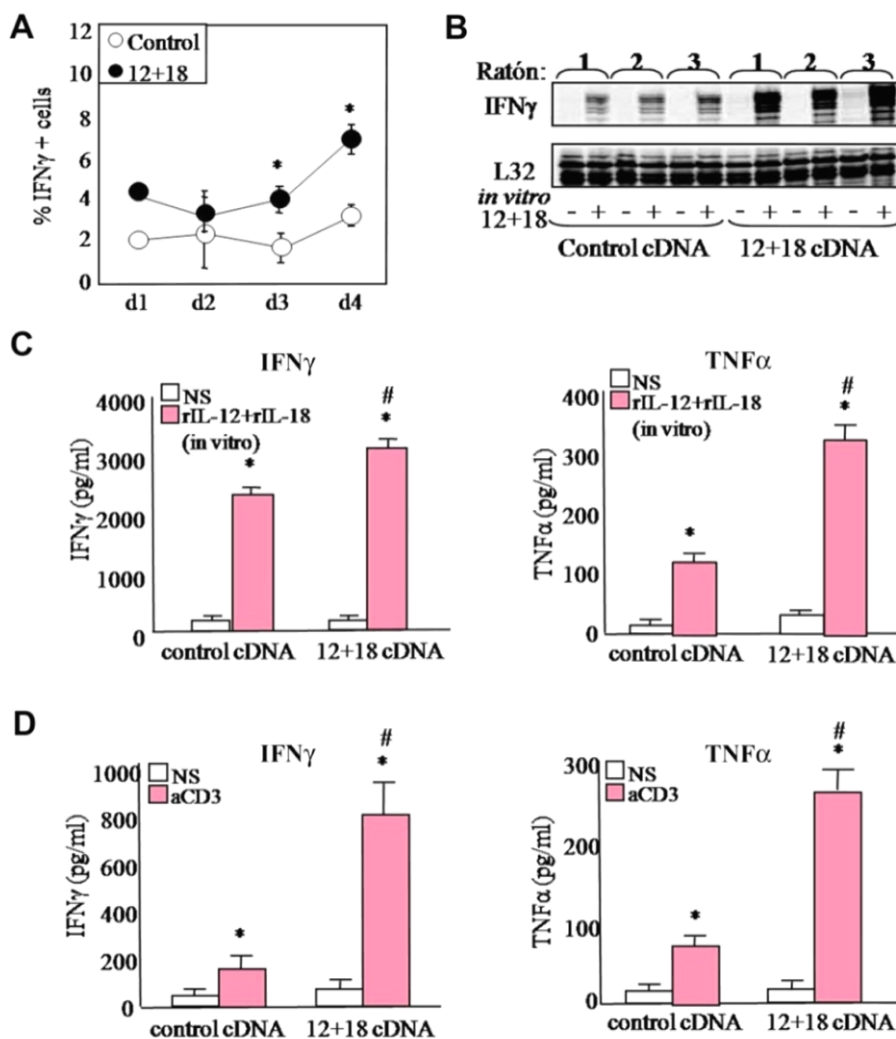 A
12
10
8
6
4
2
0
% IFNγ + cells
Control
12+18
*
*
d1 d2 d3 d4
B
Ratón: 1 2 3 1 2 3
IFNγ
L32
in vitro
12+18 - + - + - + - + - + - +
Control cDNA 12+18 cDNA
C
IFNγ
NS
rIL-12+rIL-18
(in vitro)
4000
3000
2000
1000
0
IFNγ (pg/ml)
*
#
*
control cDNA 12+18 cDNA
TNFα
NS
rIL-12+rIL-18
(in vitro)
400
300
200
100
0
TNFα (pg/ml)
*
#
*
control cDNA 12+18 cDNA
D
IFNγ
NS
aCD3
1000
800
600
400
200
0
IFNγ (pg/ml)
*
#
*
control cDNA 12+18 cDNA
TNFα
NS
aCD3
300
200
100
0
TNFα (pg/ml)
*
#
*
control cDNA 12+18 cDNA